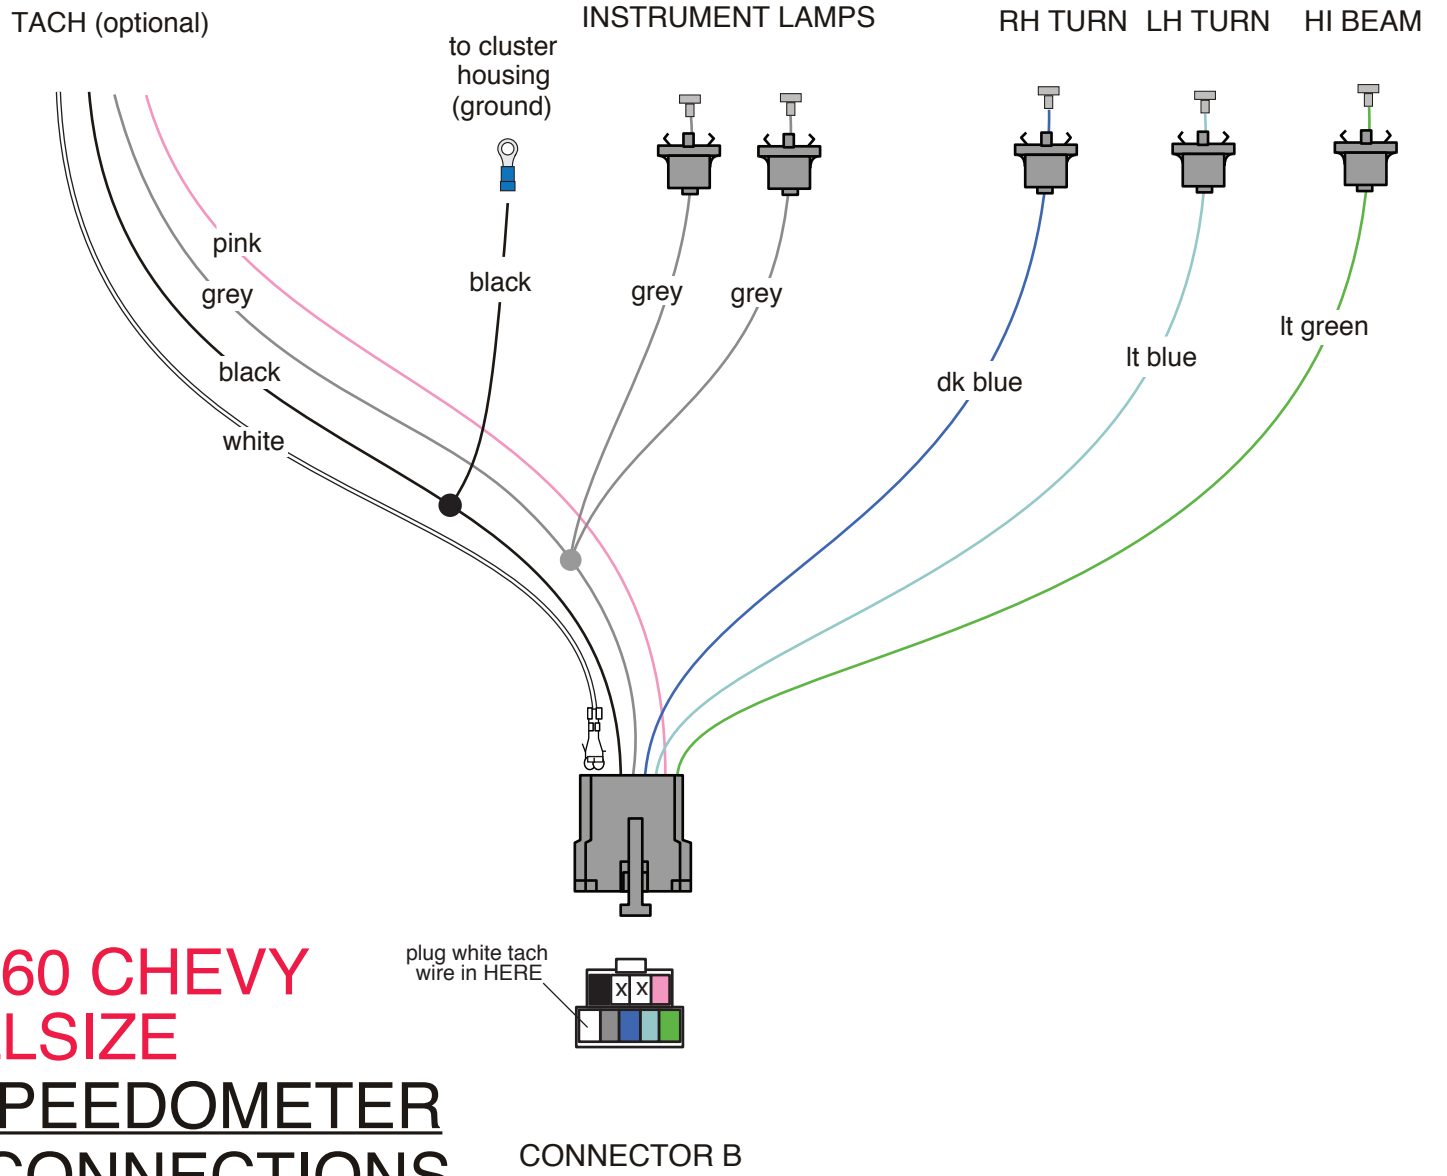 TACH (optional)
INSTRUMENT LAMPS
RH TURN
LH TURN
HI BEAM
to cluster
housing
(ground)
pink
grey
black
white
black
grey
grey
dk blue
lt blue
lt green
plug white tach
wire in HERE
X X
60 CHEVY
LSIZE
PEEDOMETER
CONNECTIONS
CONNECTOR B